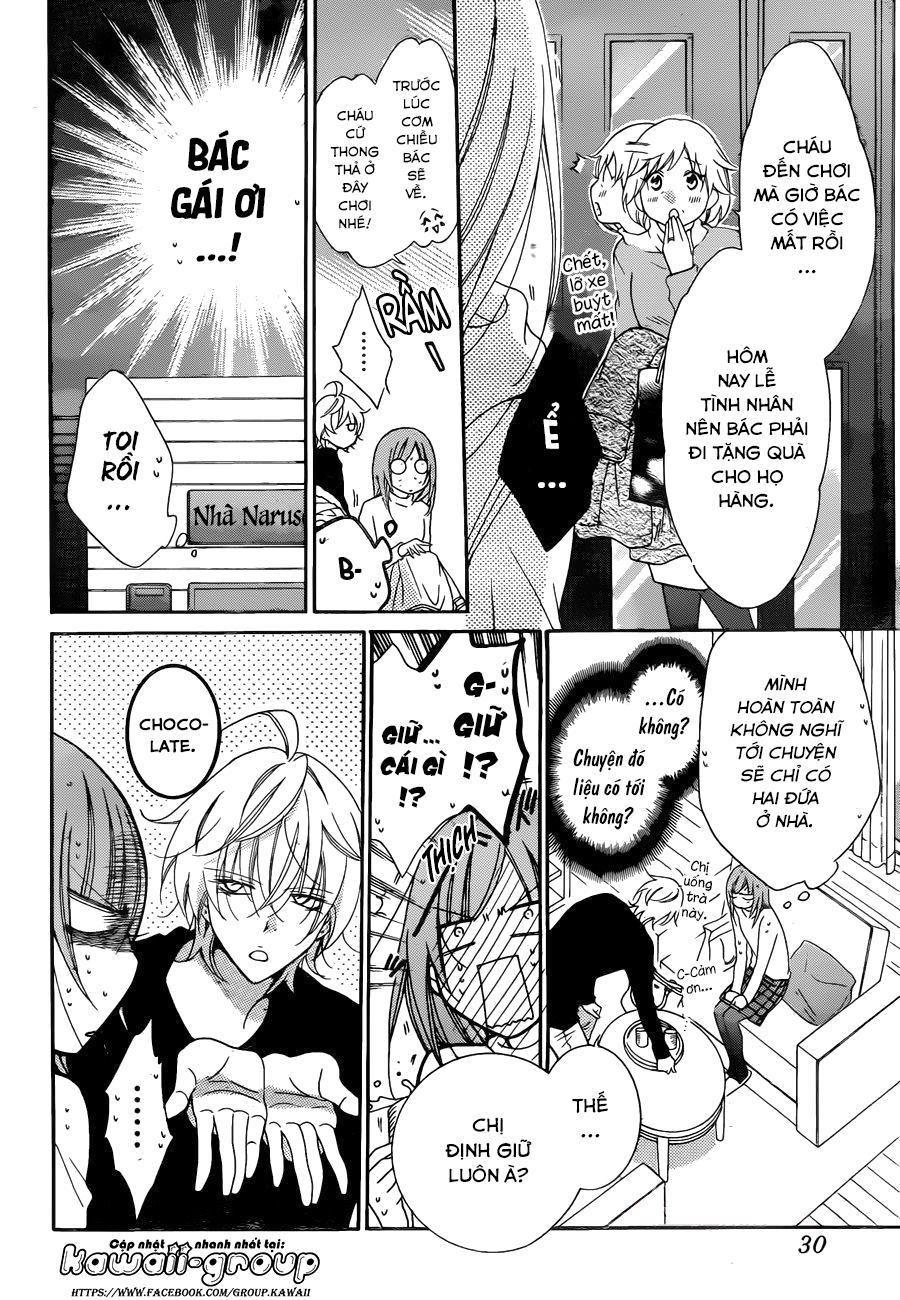 CHÁU
ĐẾN CHƠI
MÀ GIỜ BÁC
CÓ VIỆC
MẤT RỒI
...
Chết,
lỡ xe
buýt
mất!
HÔM
NAY LỄ
TÌNH NHÂN
NÊN BÁC PHẢI
ĐI TẶNG QUÀ
CHO HỌ
HÀNG.
Ể
...
TRƯỚC
LÚC
CƠM
CHIỀU
BÁC SẼ
VỀ.
CHÁU
CỨ
THONG
THẢ Ở
ĐÂY
CHƠI
NHÉ!
RẦM
!
......
B-
BÁC
GÁI ƠI
...!
TOI
RỒI
...
Nhà Naruse
MÌNH
HOÀN TOÀN
KHÔNG NGHĨ
TỚI CHUYỆN
SẼ CHỈ CÓ
HAI ĐỨA
Ở NHÀ.
...Có
không?
Chuyện đó
liệu có tới
không?
Chị
uống
trà
này.
C-Cảm
ơn...
THẾ
...
CHỊ
ĐỊNH GIỮ
LUÔN À?
G-
GIỮ
!?
GIỮ...
CÁI GÌ
!?
THỊCH
CHOCO-
LATE.
......
30
Cập nhật nhanh nhất tại:
kawaii-group
HTTPS://WWW.FACEBOOK.COM/GROUP.KAWAII